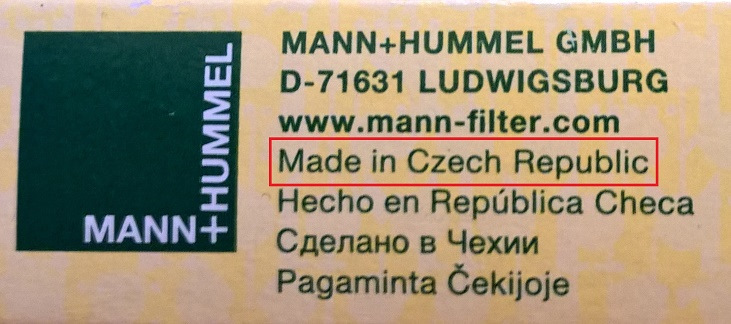 MANN+HUMMEL
MANN+HUMMEL GMBH
D-71631 LUDWIGSBURG
www.mann-filter.com
Made in Czech Republic
Hecho en República Checa
Сделано в Чехии
Pagaminta Čekijoje